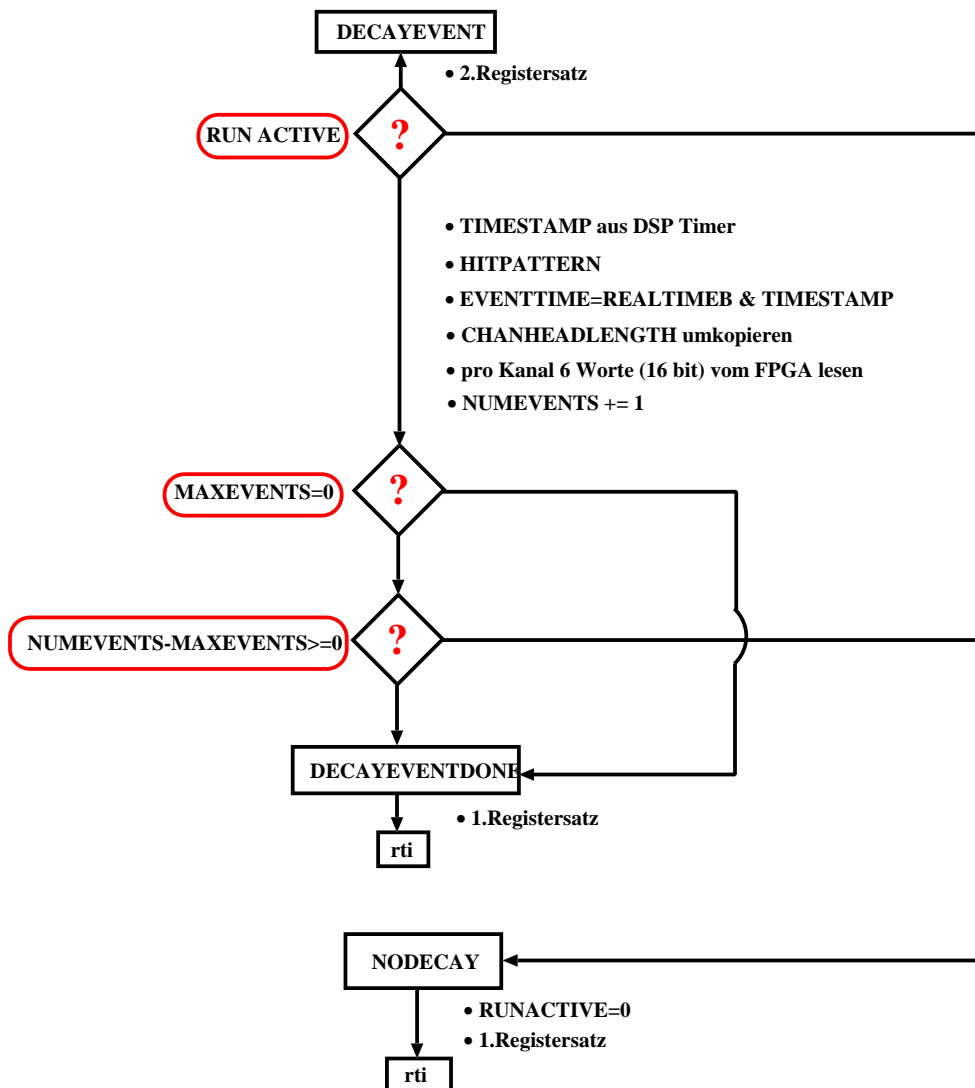 DECAYEVENT
• 2.Registersatz
RUN ACTIVE
?
• TIMESTAMP aus DSP Timer
• HITPATTERN
• EVENTTIME=REALTIMEB & TIMESTAMP
• CHANHEADLENGTH umkopieren
• pro Kanal 6 Worte (16 bit) vom FPGA lesen
• NUMEVENTS += 1
MAXEVENTS=0
?
NUMEVENTS-MAXEVENTS>=0
?
DECAYEVENTDONE
• 1.Registersatz
rti
NODECAY
• RUNACTIVE=0
• 1.Registersatz
rti